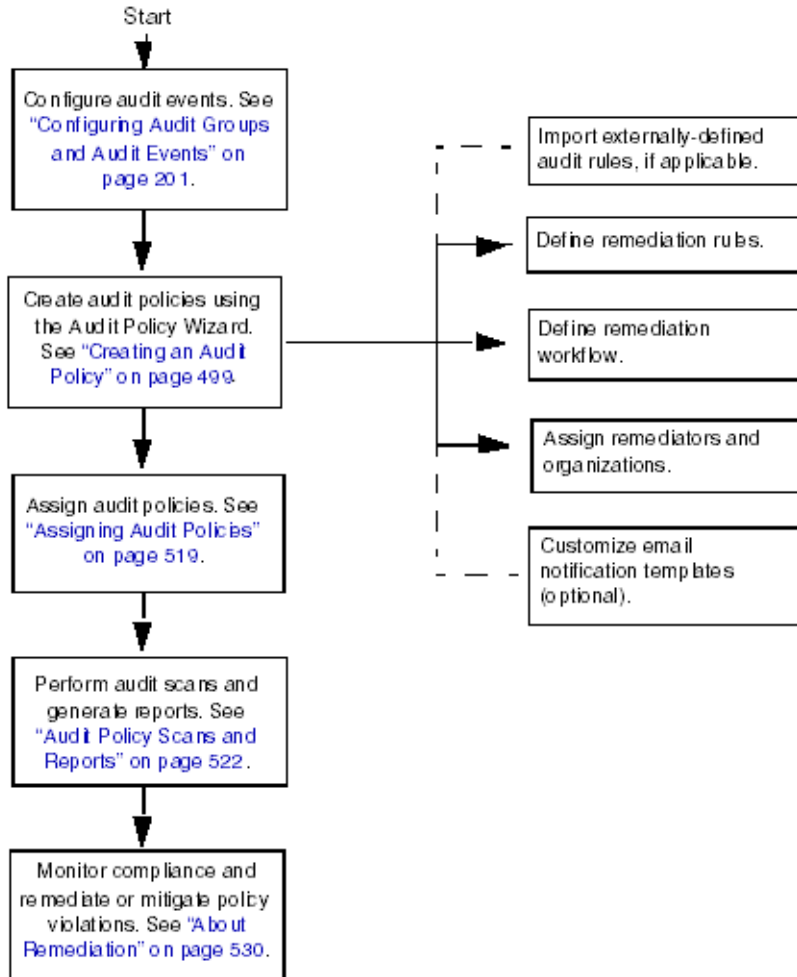 Start
Configure audit events. See
“Configuring Audit Groups
and Audit Events” on
page 201.
Create audit policies using
the Audit Policy Wizard.
See “Creating an Audit
Policy” on page 499.
Assign audit policies. See
“Assigning Audit Policies”
on page 519.
Perform audit scans and
generate reports. See
“Audit Policy Scans and
Reports” on page 522.
Monitor compliance and
remediate or mitigate policy
violations. See “About
Remediation” on page 530.
Import externally-defined
audit rules, if applicable.
Define remediation rules.
Define remediation
workflow.
Assign remediators and
organizations.
Customize email
notification templates
(optional).